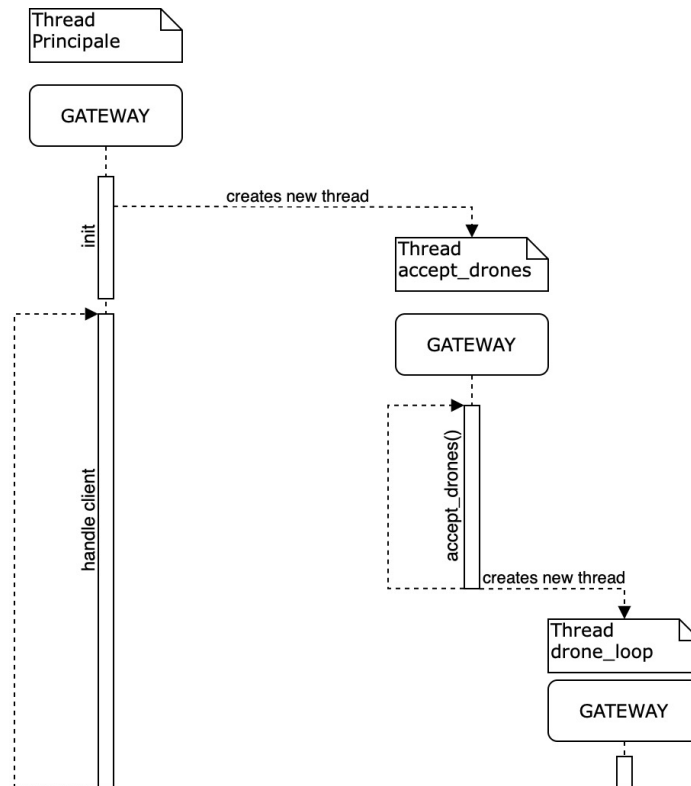 Thread
Principale
GATEWAY
creates new thread
init
Thread
accept_drones
GATEWAY
accept_drones()
handle client
creates new thread
Thread
drone_loop
GATEWAY